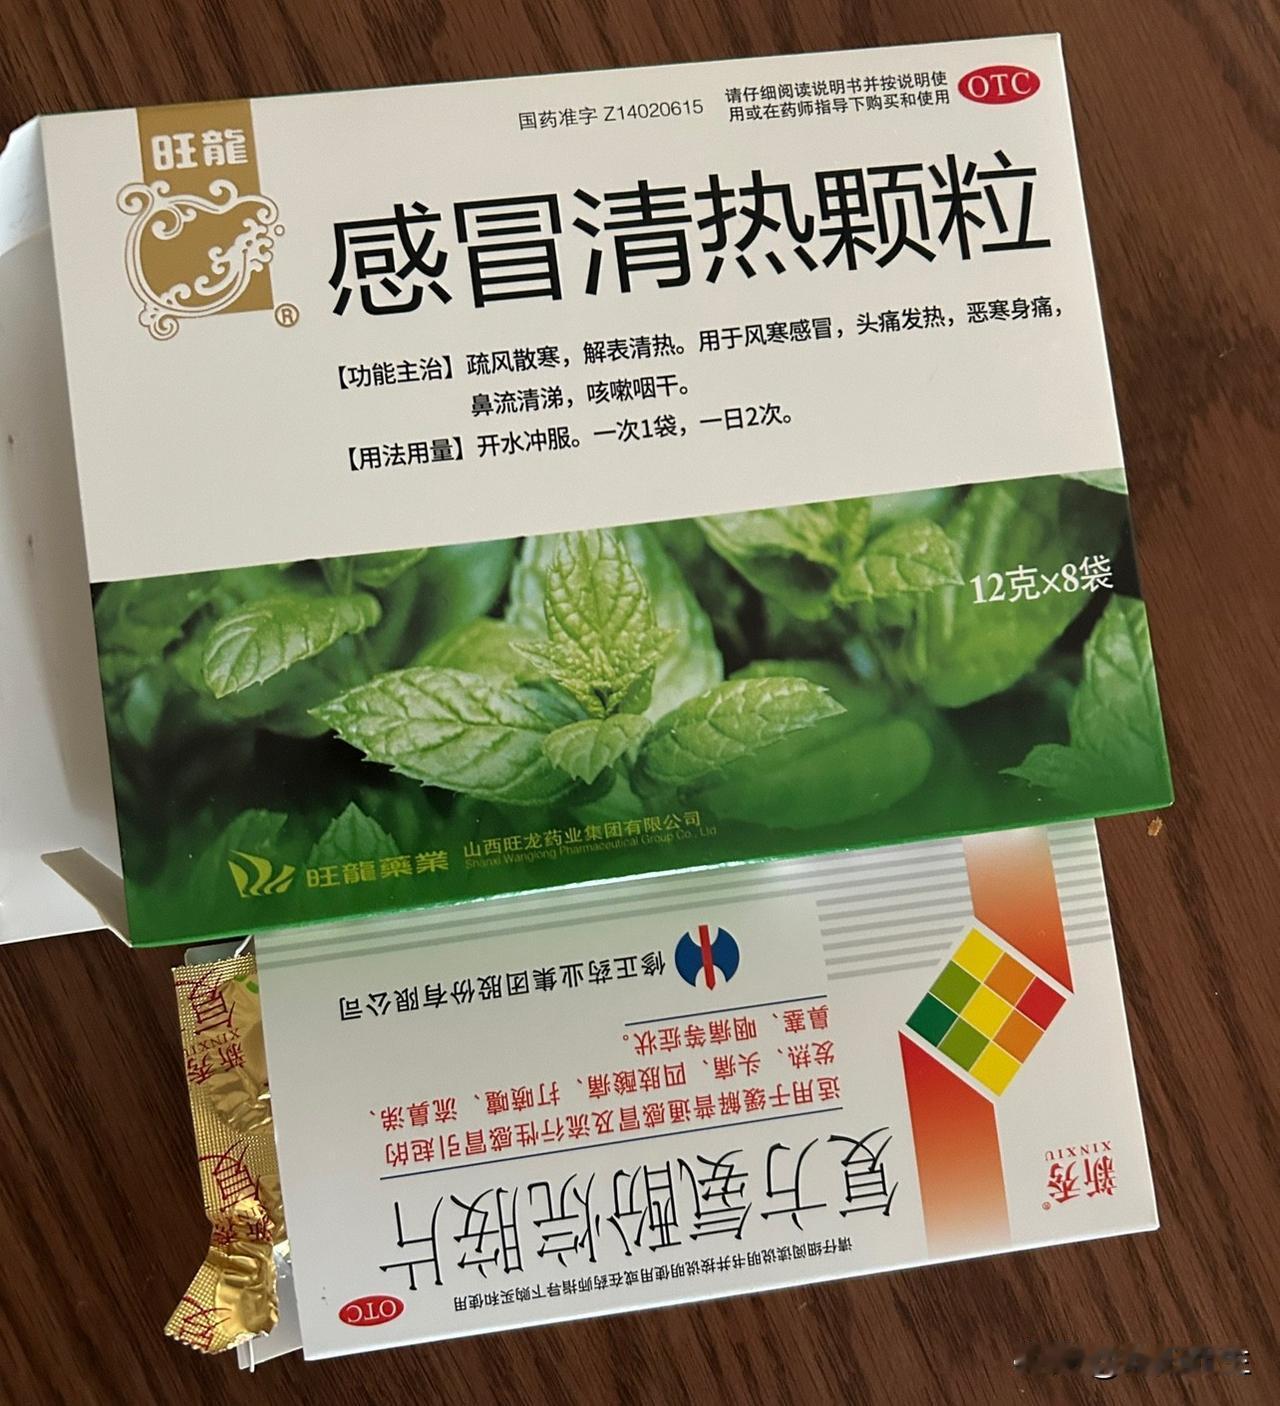 旺龍
®
国药准字 Z14020615
请仔细阅读说明书并按说明使
用或在药师指导下购买和使用
OTC
感冒清热颗粒
【功能主治】疏风散寒，解表清热。用于风寒感冒，头痛发热，恶寒身痛，
鼻流清涕，咳嗽咽干。
【用法用量】开水冲服。一次1袋，一日2次。
12克×8袋
旺龍藥業
山西旺龙药业集团有限公司
Shanxi Wanglong Pharmaceutical Group Co., Ltd
OTC
请仔细阅读说明书并按说明使用或在药师指导下购买和使用
新秀®
XINXIU
复方氨酚烷胺片
适用于缓解普通感冒及流行性感冒引起的
发热、头痛、四肢酸痛、打喷嚏、流鼻涕、
鼻塞、咽痛等症状。
修正药业集团股份有限公司
复
新秀
XINXIU
复
新秀
复